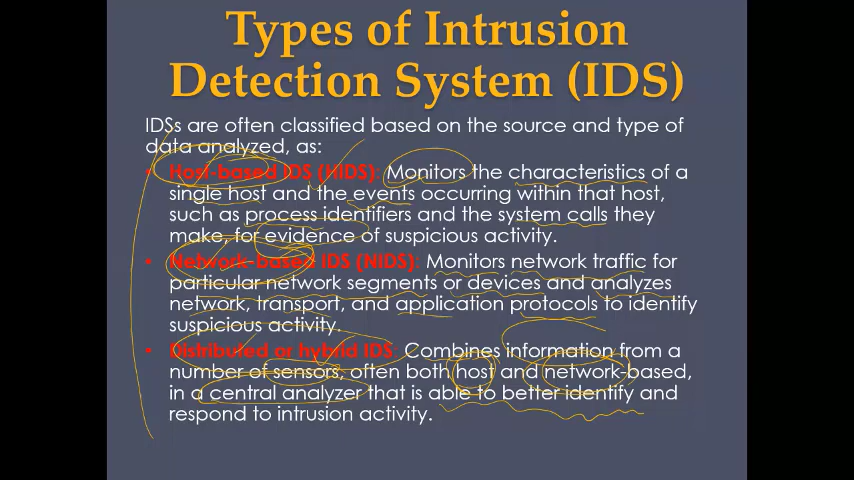 Types of Intrusion
Detection System (IDS)
IDSs are often classified based on the source and type of
data analyzed, as:
• Host-based IDS (HIDS): Monitors the characteristics of a
single host and the events occurring within that host,
such as process identifiers and the system calls they
make, for evidence of suspicious activity.
• Network-based IDS (NIDS): Monitors network traffic for
particular network segments or devices and analyzes
network, transport, and application protocols to identify
suspicious activity.
• Distributed or hybrid IDS: Combines information from a
number of sensors, often both host and network-based,
in a central analyzer that is able to better identify and
respond to intrusion activity.